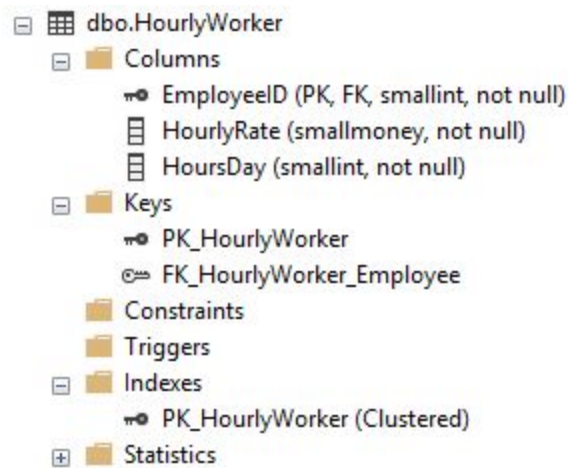 dbo.HourlyWorker
Columns
EmployeeID (PK, FK, smallint, not null)
HourlyRate (smallmoney, not null)
HoursDay (smallint, not null)
Keys
PK_HourlyWorker
FK_HourlyWorker_Employee
Constraints
Triggers
Indexes
PK_HourlyWorker (Clustered)
Statistics